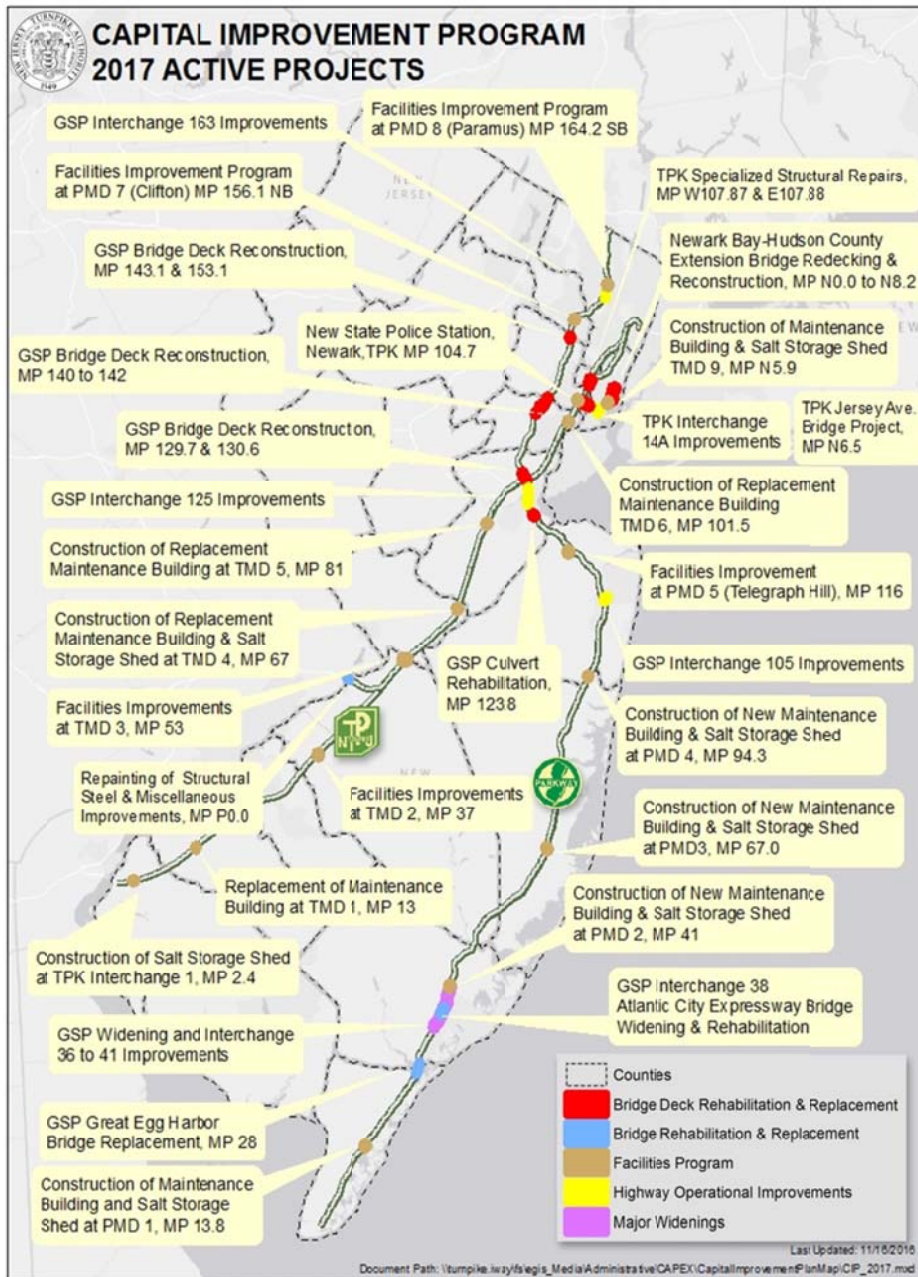 CAPITAL IMPROVEMENT PROGRAM
2017 ACTIVE PROJECTS
Facilities Improvement Program
at PMD 8 (Paramus) MP 164.2 SB
GSP Interchange 163 Improvements
Facilities Improvement Program
at PMD 7 (Clifton) MP 156.1 NB
TPK Specialized Structural Repairs,
MP W107.87 & E107.88
GSP Bridge Deck Reconstruction,
MP 143.1 & 153.1
Newark Bay-Hudson County
Extension Bridge Redecking &
Reconstruction, MP N0.0 to N8.2
New State Police Station,
Newark, TPK MP 104.7
Construction of Maintenance
Building & Salt Storage Shed
TMD 9, MP N5.9
GSP Bridge Deck Reconstruction,
MP 140 to 142
TPK Interchange
14A Improvements
TPK Jersey Ave.
Bridge Project,
MP N6.5
GSP Bridge Deck Reconstruction,
MP 129.7 & 130.6
GSP Interchange 125 Improvements
Construction of Replacement
Maintenance Building
TMD 6, MP 101.5
Construction of Replacement
Maintenance Building at TMD 5, MP 81
Facilities Improvement
at PMD 5 (Telegraph Hill), MP 116
Construction of Replacement
Maintenance Building & Salt
Storage Shed at TMD 4, MP 67
GSP Culvert
Rehabilitation,
MP 123.8
GSP Interchange 105 Improvements
Facilities Improvements
at TMD 3, MP 53
Construction of New Maintenance
Building & Salt Storage Shed
at PMD 4, MP 94.3
Repainting of Structural
Steel & Miscellaneous
Improvements, MP P0.0
Facilities Improvements
at TMD 2, MP 37
PARKWAY
Construction of New Maintenance
Building & Salt Storage Shed
at PMD3, MP 67.0
Replacement of Maintenance
Building at TMD 1, MP 13
Construction of New Maintenance
Building & Salt Storage Shed
at PMD 2, MP 41
Construction of Salt Storage Shed
at TPK Interchange 1, MP 2.4
GSP Interchange 38
Atlantic City Expressway Bridge
Widening & Rehabilitation
GSP Widening and Interchange
36 to 41 Improvements
GSP Great Egg Harbor
Bridge Replacement, MP 28
Construction of Maintenance
Building and Salt Storage
Shed at PMD 1, MP 13.8
Counties
Bridge Deck Rehabilitation & Replacement
Bridge Rehabilitation & Replacement
Facilities Program
Highway Operational Improvements
Major Widenings
Last Updated: 11/16/2016
Document Path: